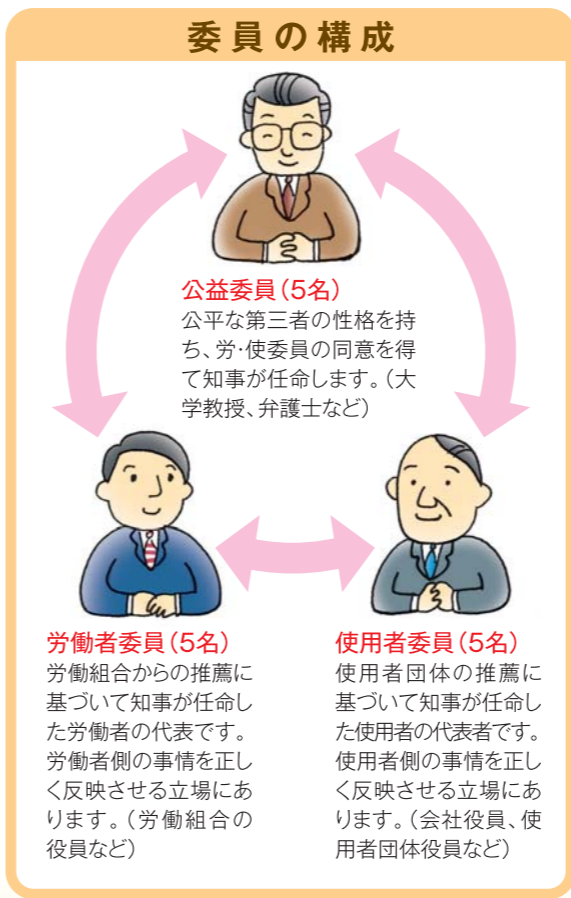 委員の構成
公益委員(5名)
公平な第三者の性格を持
ち、労・使委員の同意を得
て知事が任命します。(大
学教授、弁護士など)
労働者委員(5名)
労働組合からの推薦に
基づいて知事が任命し
た労働者の代表です。
労働者側の事情を正し
く反映させる立場にあ
ります。(労働組合の
役員など)
使用者委員(5名)
使用者団体の推薦に
基づいて知事が任命し
た使用者の代表者です。
使用者側の事情を正し
く反映させる立場にあ
ります。(会社役員、使
用者団体役員など)